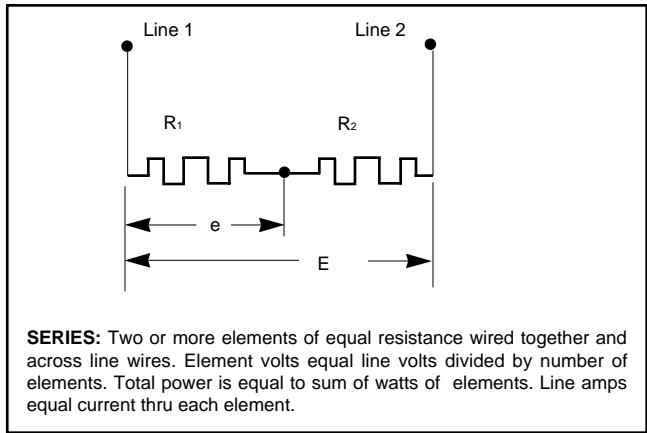 Line 1 Line 2
R1 R2
e
E
SERIES: Two or more elements of equal resistance wired together and
across line wires. Element volts equal line volts divided by number of
elements. Total power is equal to sum of watts of elements. Line amps
equal current thru each element.